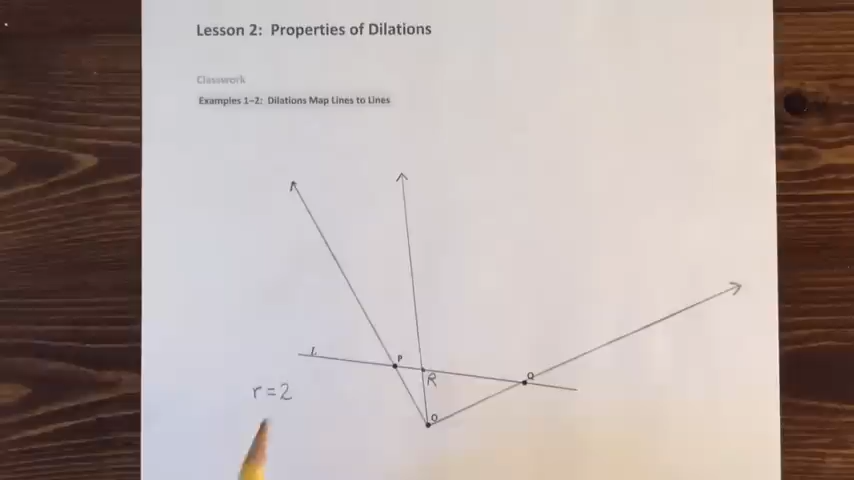 Lesson 2: Properties of Dilations
Classwork
Examples 1–2: Dilations Map Lines to Lines
L
P
R
Q
r=2
O